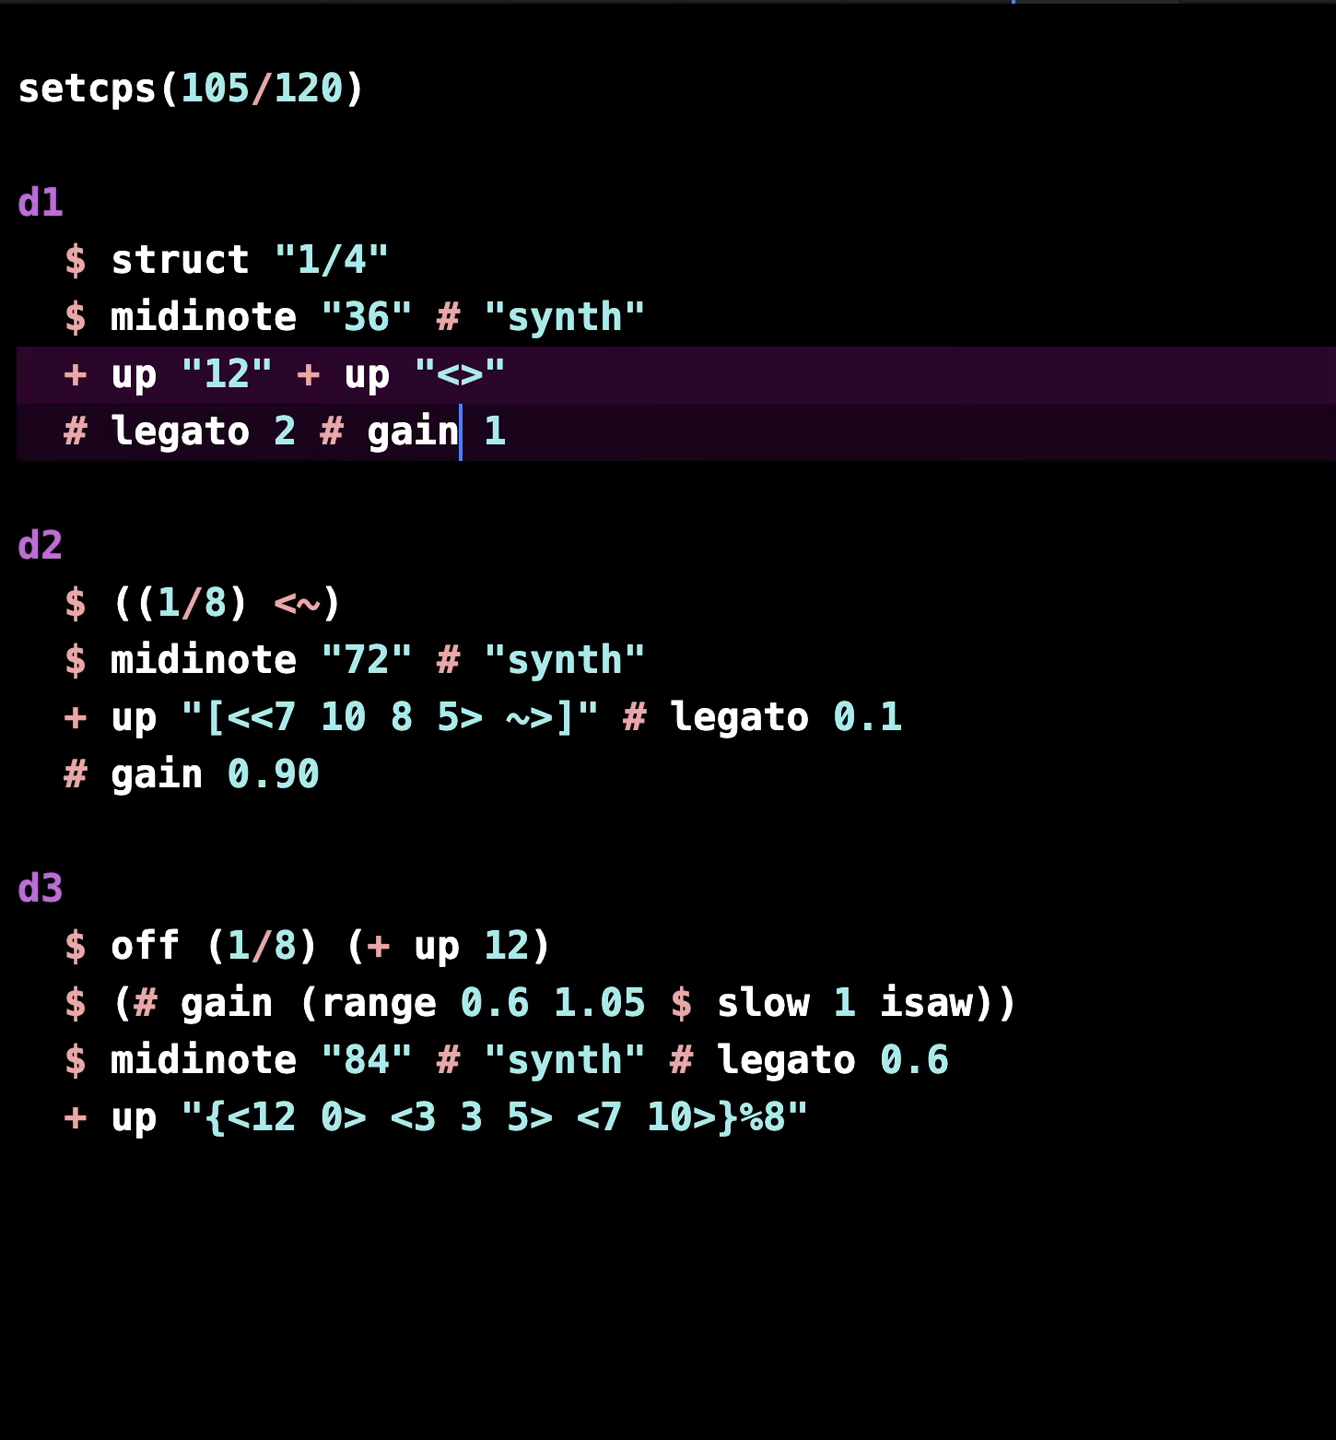 setcps(105/120)
d1
$ struct "1/4"
$ midinote "36" # "synth"
+ up "12" + up "<>"
# legato 2 # gain 1
d2
$ ((1/8) <~)
$ midinote "72" # "synth"
+ up "[<<7 10 8 5> ~>]" # legato 0.1
# gain 0.90
d3
$ off (1/8) (+ up 12)
$ (# gain (range 0.6 1.05 $ slow 1 isaw))
$ midinote "84" # "synth" # legato 0.6
+ up "{<12 0> <3 3 5> <7 10>}%8"